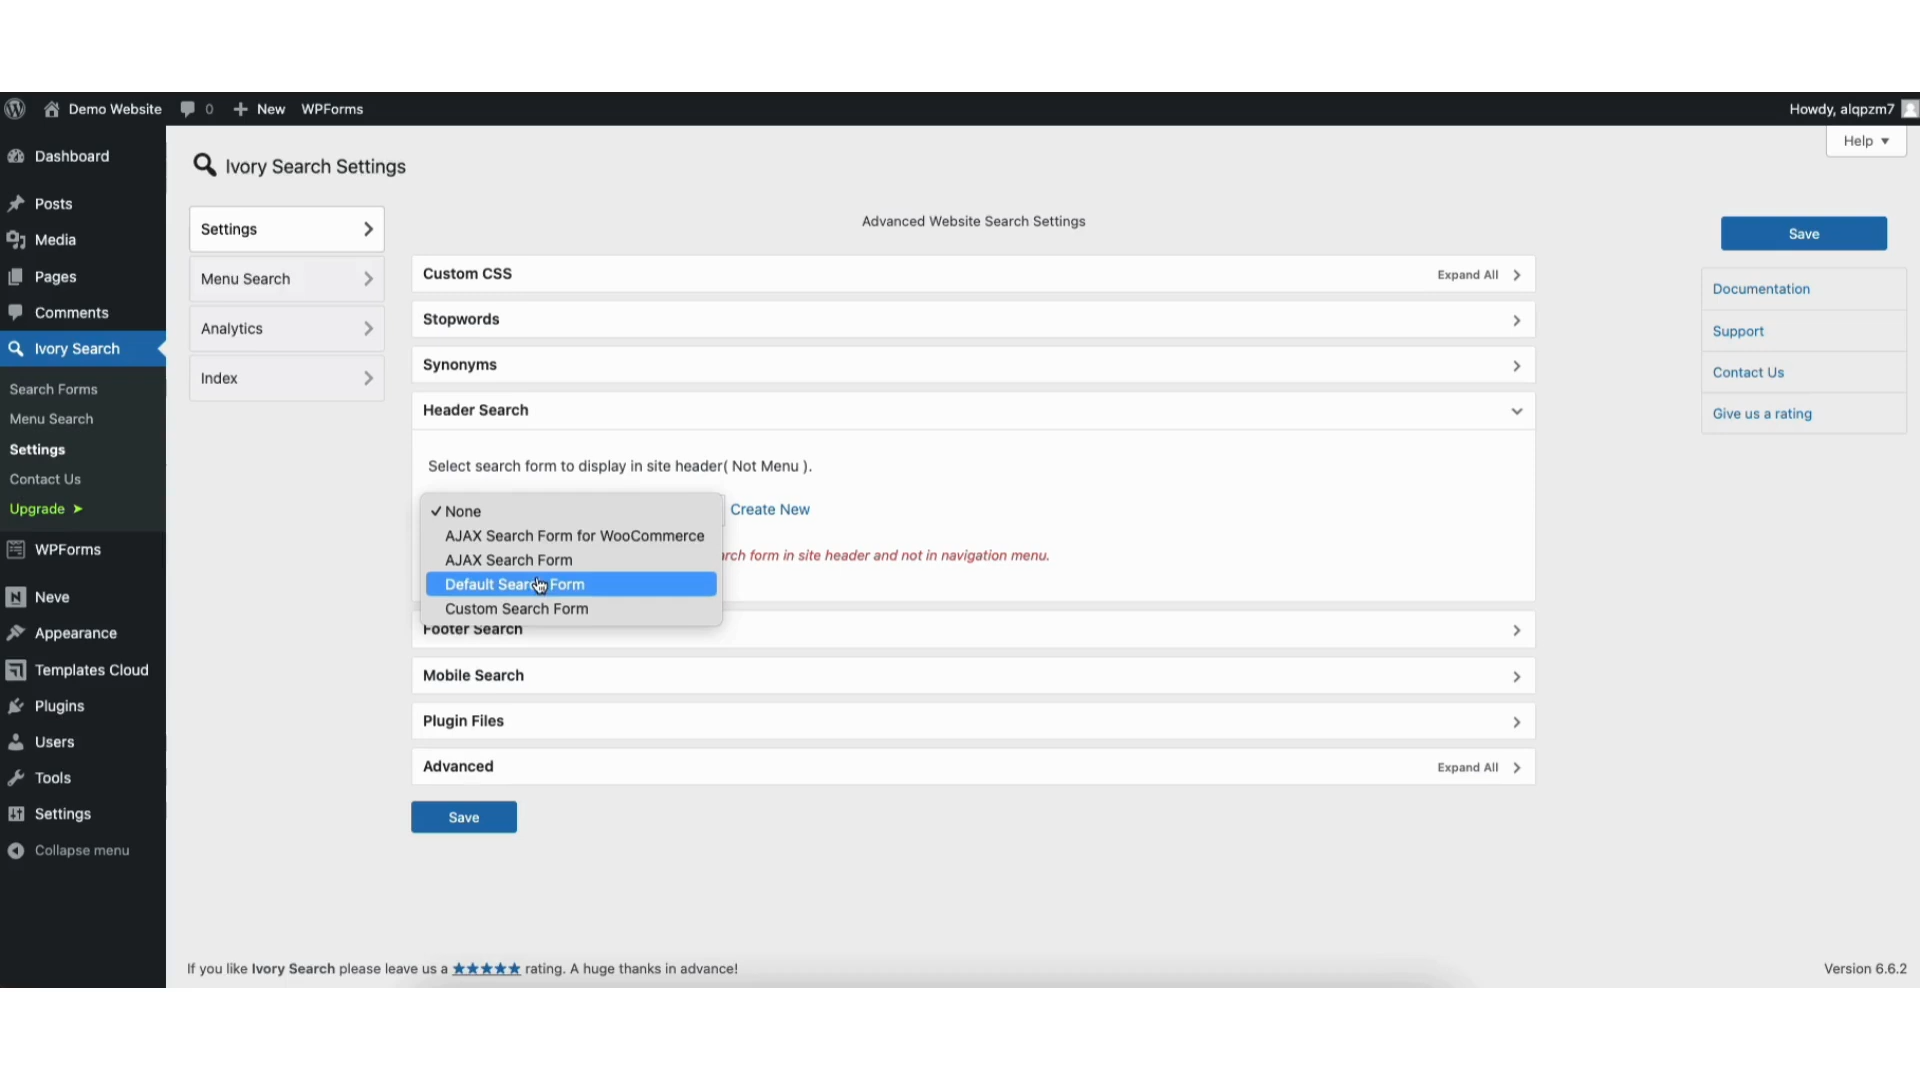 Demo Website
0
New
WPForms
Howdy, alqpzm7
Help
Dashboard
Posts
Media
Pages
Comments
Ivory Search
Search Forms
Menu Search
Settings
Contact Us
Upgrade ➤
WPForms
Neve
Appearance
Templates Cloud
Plugins
Users
Tools
Settings
Collapse menu
Ivory Search Settings
Settings
Menu Search
Analytics
Index
Advanced Website Search Settings
Custom CSS
Expand All
Stopwords
Synonyms
Header Search
Select search form to display in site header( Not Menu ).
✓ None
AJAX Search Form for WooCommerce
AJAX Search Form
Default Search Form
Custom Search Form
Create New
form in site header and not in navigation menu.
Footer Search
Mobile Search
Plugin Files
Advanced
Expand All
Save
Save
Documentation
Support
Contact Us
Give us a rating
If you like Ivory Search please leave us a ★★★★★ rating. A huge thanks in advance!
Version 6.6.2